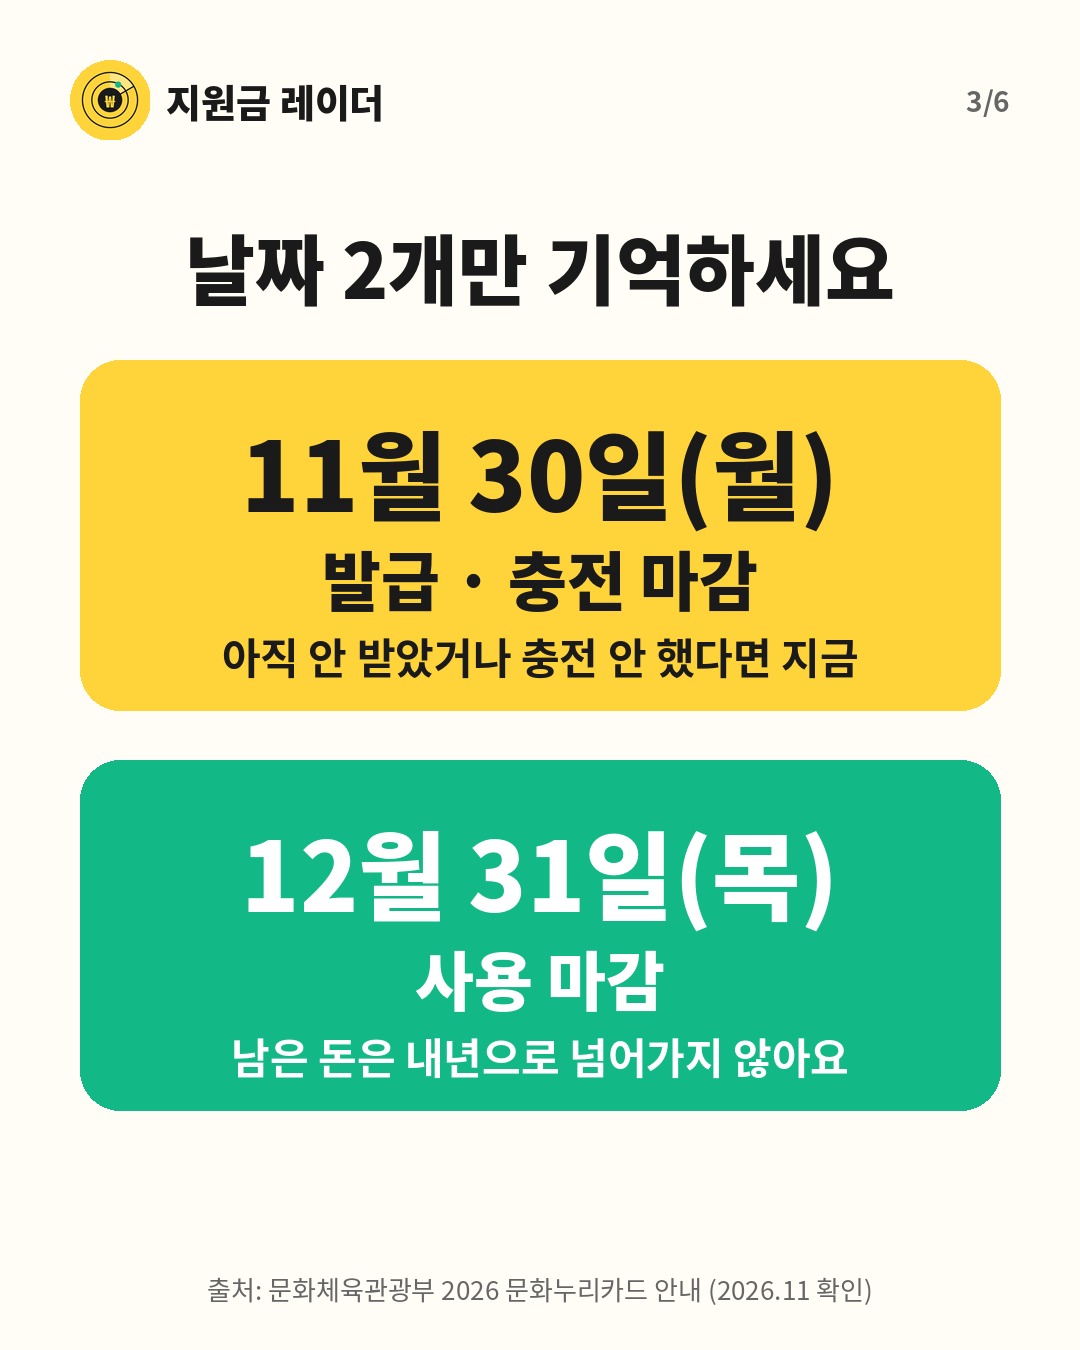 ₩
지원금 레이더
3/6
날짜 2개만 기억하세요
11월 30일(월)
발급 · 충전 마감
아직 안 받았거나 충전 안 했다면 지금
12월 31일(목)
사용 마감
남은 돈은 내년으로 넘어가지 않아요
출처: 문화체육관광부 2026 문화누리카드 안내 (2026.11 확인)